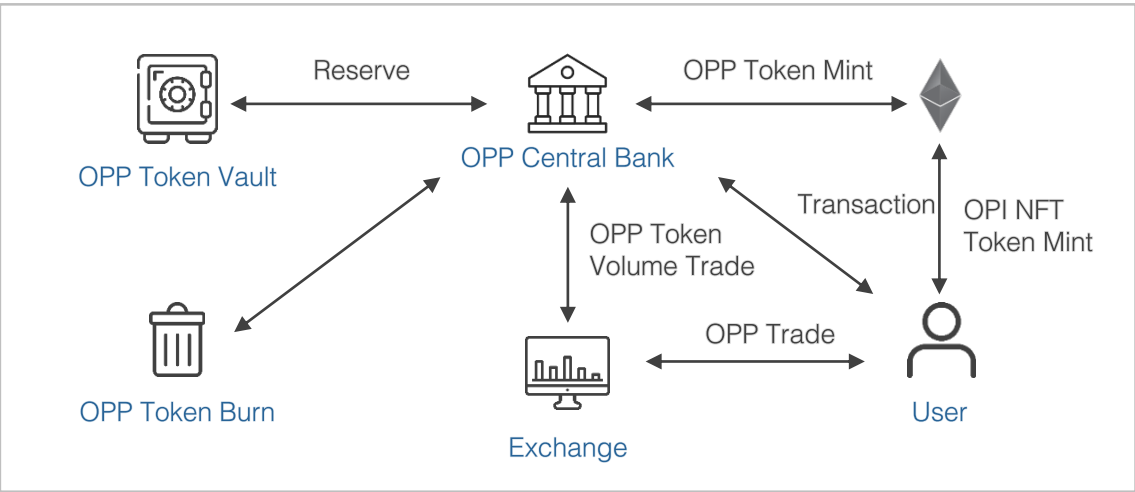 Reserve
OPP Token Mint
OPP Token Vault
OPP Central Bank
Transaction
OPI NFT
Token Mint
OPP Token
Volume Trade
OPP Trade
OPP Token Burn
User
Exchange